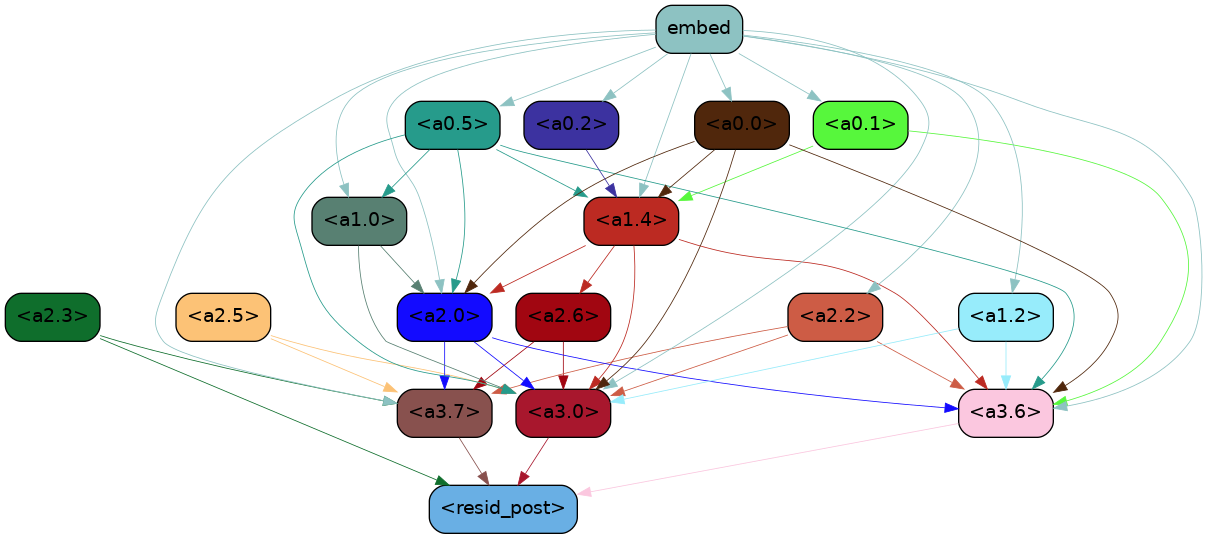 embed
<a0.5> <a0.2> <a0.0> <a0.1>
<a1.0> <a1.4>
<a2.3> <a2.5> <a2.0> <a2.6> <a2.2> <a1.2>
<a3.7> <a3.0> <a3.6>
<resid_post>